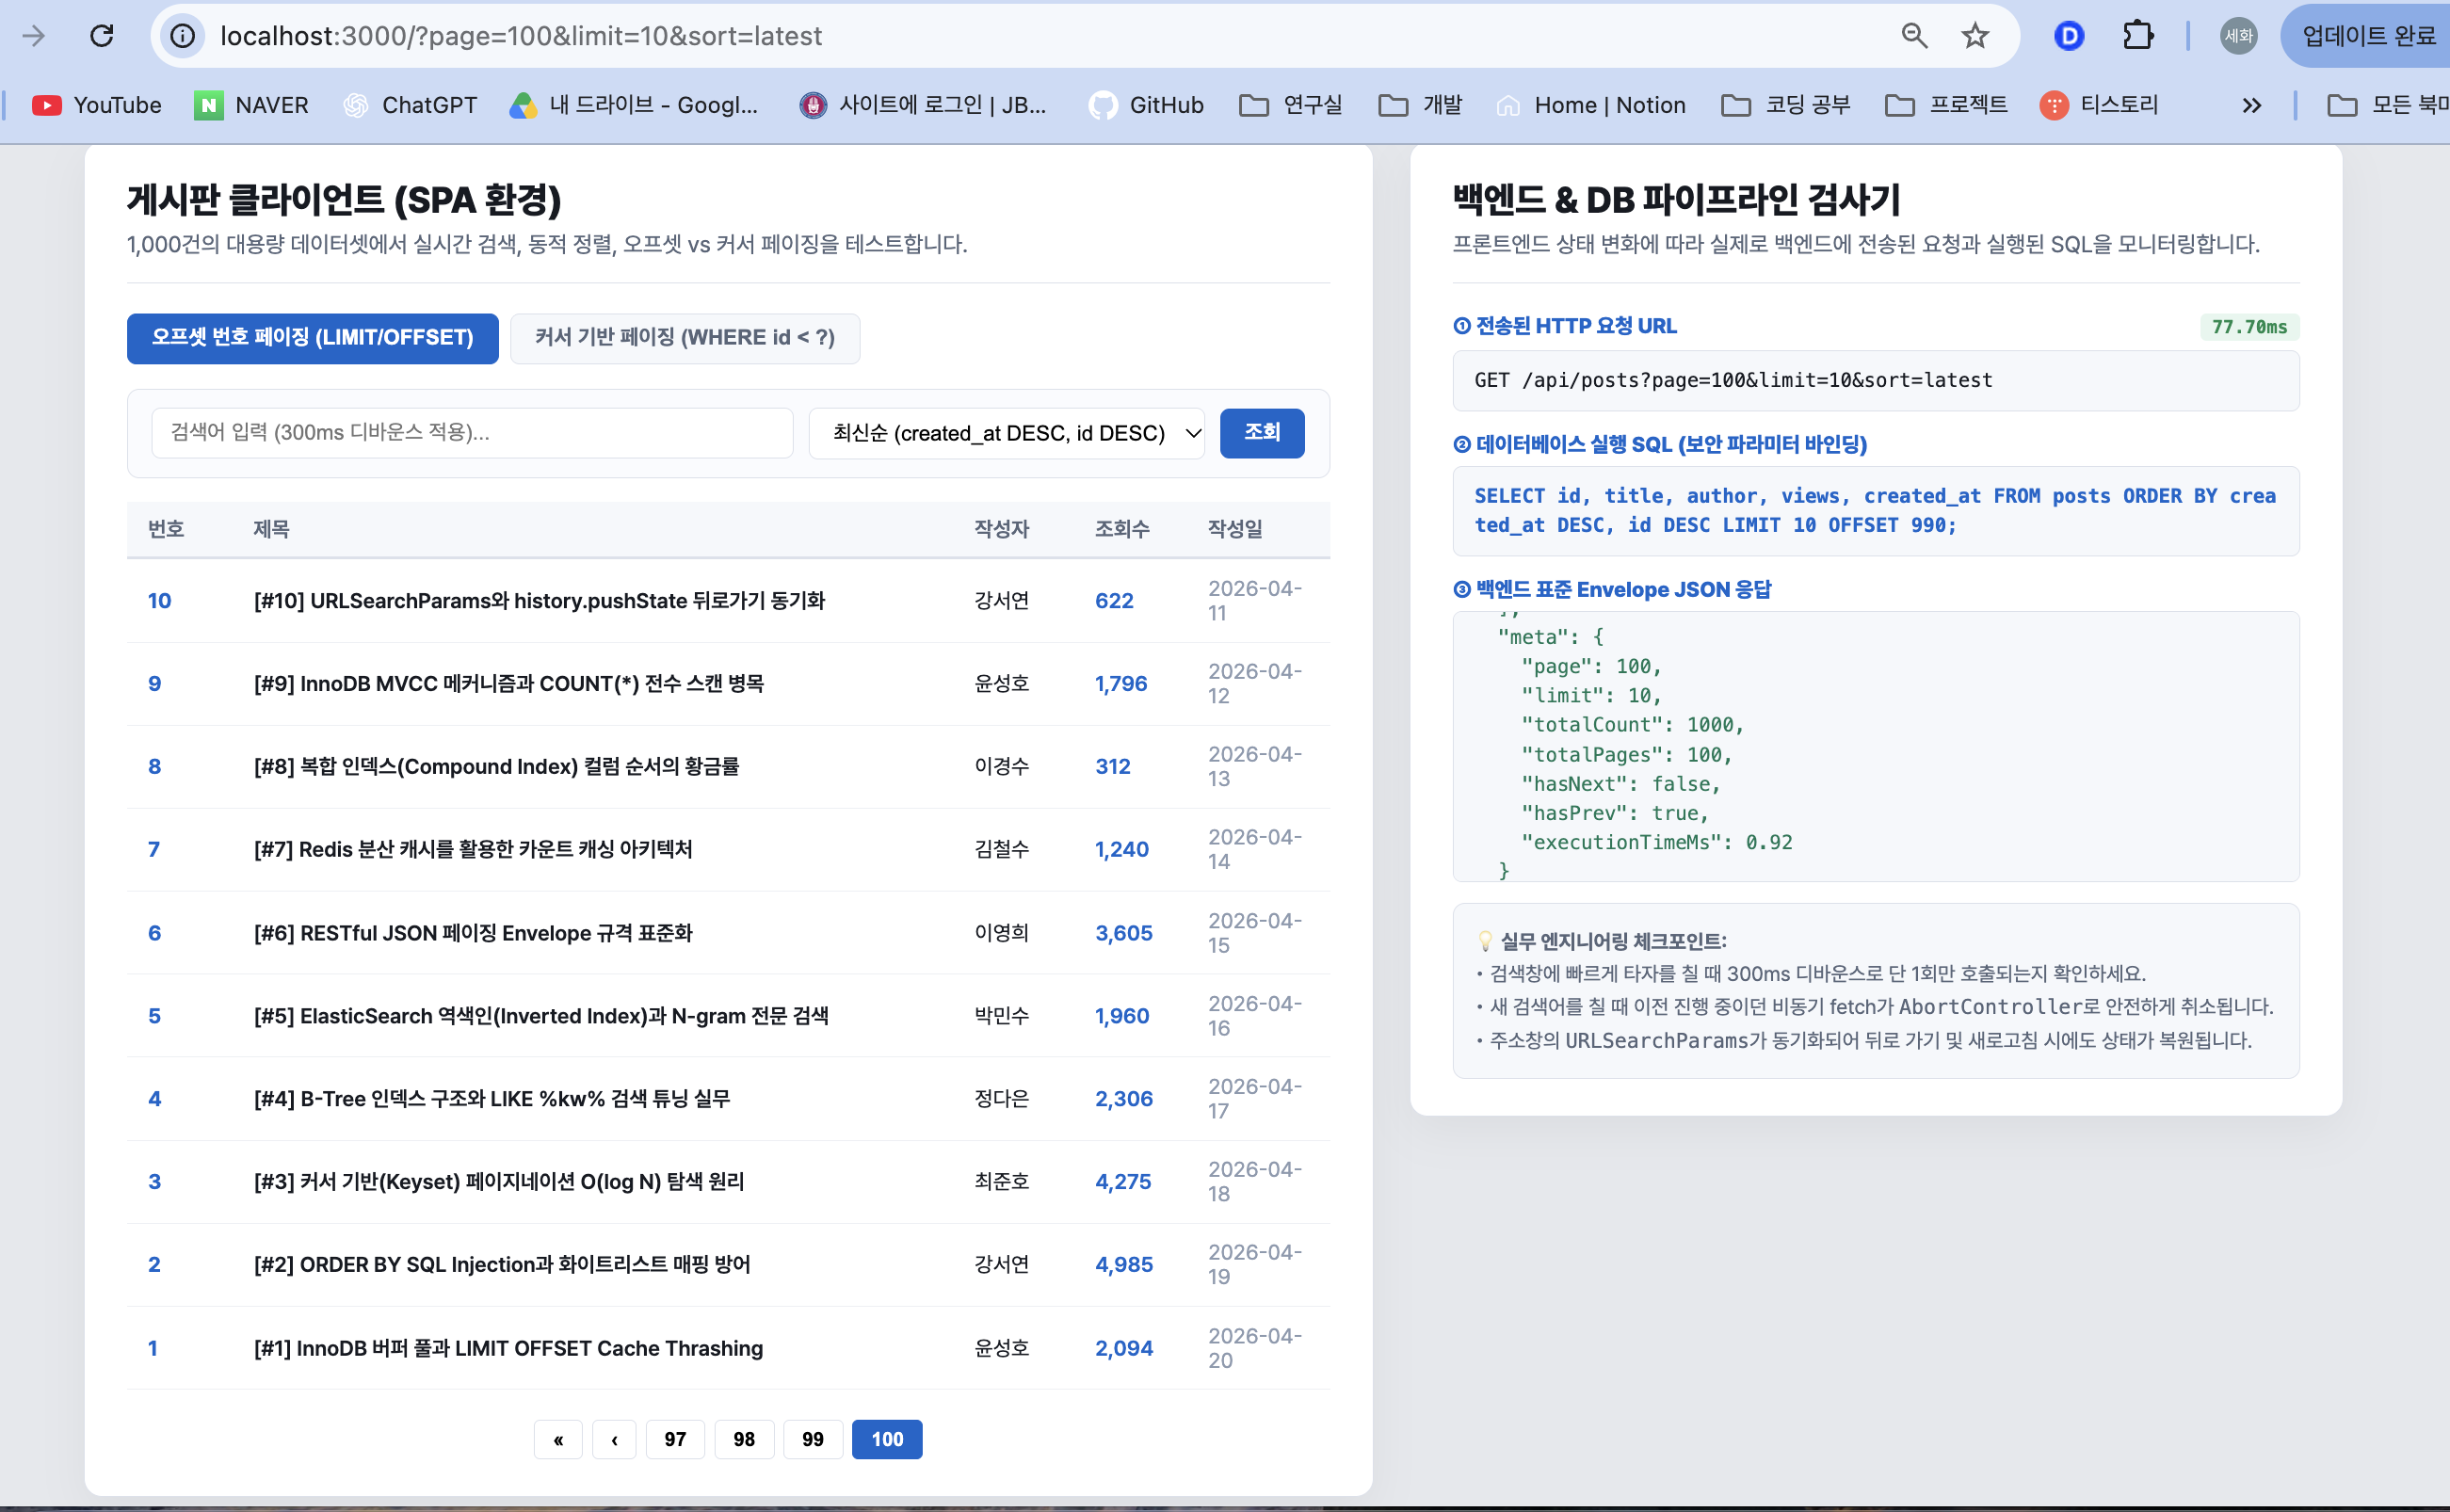 localhost:3000/?page=100&limit=10&sort=latest
세화
업데이트 완료
YouTube
NAVER
ChatGPT
내 드라이브 - Googl...
사이트에 로그인 | JB...
GitHub
연구실
개발
Home | Notion
코딩 공부
프로젝트
티스토리
»
모든 북마
게시판 클라이언트 (SPA 환경)
1,000건의 대용량 데이터셋에서 실시간 검색, 동적 정렬, 오프셋 vs 커서 페이징을 테스트합니다.
오프셋 번호 페이징 (LIMIT/OFFSET)
커서 기반 페이징 (WHERE id < ?)
검색어 입력 (300ms 디바운스 적용)...
최신순 (created_at DESC, id DESC)
조회
번호 제목 작성자 조회수 작성일
10 [#10] URLSearchParams와 history.pushState 뒤로가기 동기화 강서연 622 2026-04-
11
9 [#9] InnoDB MVCC 메커니즘과 COUNT(*) 전수 스캔 병목 윤성호 1,796 2026-04-
12
8 [#8] 복합 인덱스(Compound Index) 컬럼 순서의 황금률 이경수 312 2026-04-
13
7 [#7] Redis 분산 캐시를 활용한 카운트 캐싱 아키텍처 김철수 1,240 2026-04-
14
6 [#6] RESTful JSON 페이징 Envelope 규격 표준화 이영희 3,605 2026-04-
15
5 [#5] ElasticSearch 역색인(Inverted Index)과 N-gram 전문 검색 박민수 1,960 2026-04-
16
4 [#4] B-Tree 인덱스 구조와 LIKE %kw% 검색 튜닝 실무 정다은 2,306 2026-04-
17
3 [#3] 커서 기반(Keyset) 페이지네이션 O(log N) 탐색 원리 최준호 4,275 2026-04-
18
2 [#2] ORDER BY SQL Injection과 화이트리스트 매핑 방어 강서연 4,985 2026-04-
19
1 [#1] InnoDB 버퍼 풀과 LIMIT OFFSET Cache Thrashing 윤성호 2,094 2026-04-
20
« ‹ 97 98 99 100
백엔드 & DB 파이프라인 검사기
프론트엔드 상태 변화에 따라 실제로 백엔드에 전송된 요청과 실행된 SQL을 모니터링합니다.
① 전송된 HTTP 요청 URL
77.70ms
GET /api/posts?page=100&limit=10&sort=latest
② 데이터베이스 실행 SQL (보안 파라미터 바인딩)
SELECT id, title, author, views, created_at FROM posts ORDER BY crea
ted_at DESC, id DESC LIMIT 10 OFFSET 990;
③ 백엔드 표준 Envelope JSON 응답
],
"meta": {
"page": 100,
"limit": 10,
"totalCount": 1000,
"totalPages": 100,
"hasNext": false,
"hasPrev": true,
"executionTimeMs": 0.92
}
💡 실무 엔지니어링 체크포인트:
• 검색창에 빠르게 타자를 칠 때 300ms 디바운스로 단 1회만 호출되는지 확인하세요.
• 새 검색어를 칠 때 이전 진행 중이던 비동기 fetch가 AbortController로 안전하게 취소됩니다.
• 주소창의 URLSearchParams가 동기화되어 뒤로 가기 및 새로고침 시에도 상태가 복원됩니다.